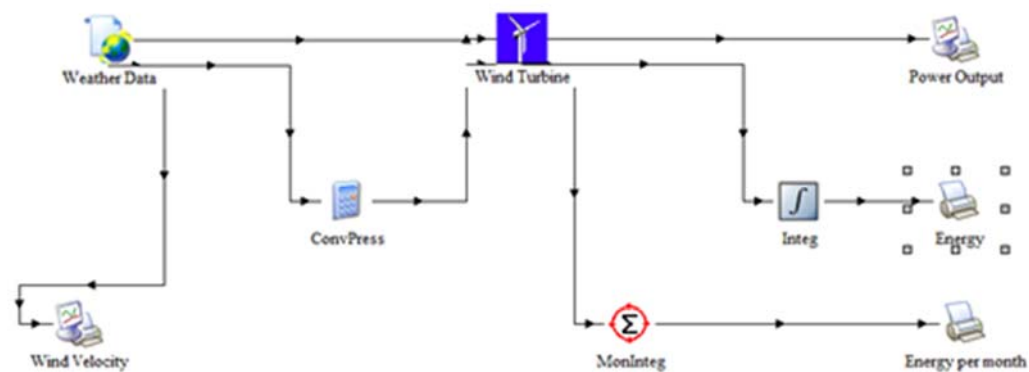 Weather Data
Wind Turbine
Power Output
ConvPress
Integ
Energy
Wind Velocity
MonInteg
Energy per month